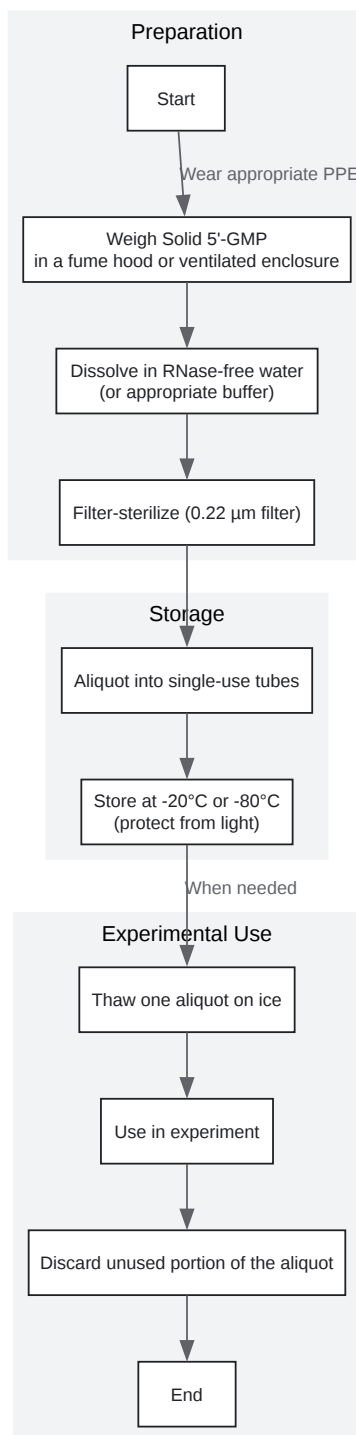 Preparation
Start
Wear appropriate PPE
Weigh Solid 5'-GMP
in a fume hood or ventilated enclosure
Dissolve in RNase-free water
(or appropriate buffer)
Filter-sterilize (0.22 µm filter)
Storage
Aliquot into single-use tubes
Store at -20°C or -80°C
(protect from light)
When needed
Experimental Use
Thaw one aliquot on ice
Use in experiment
Discard unused portion of the aliquot
End